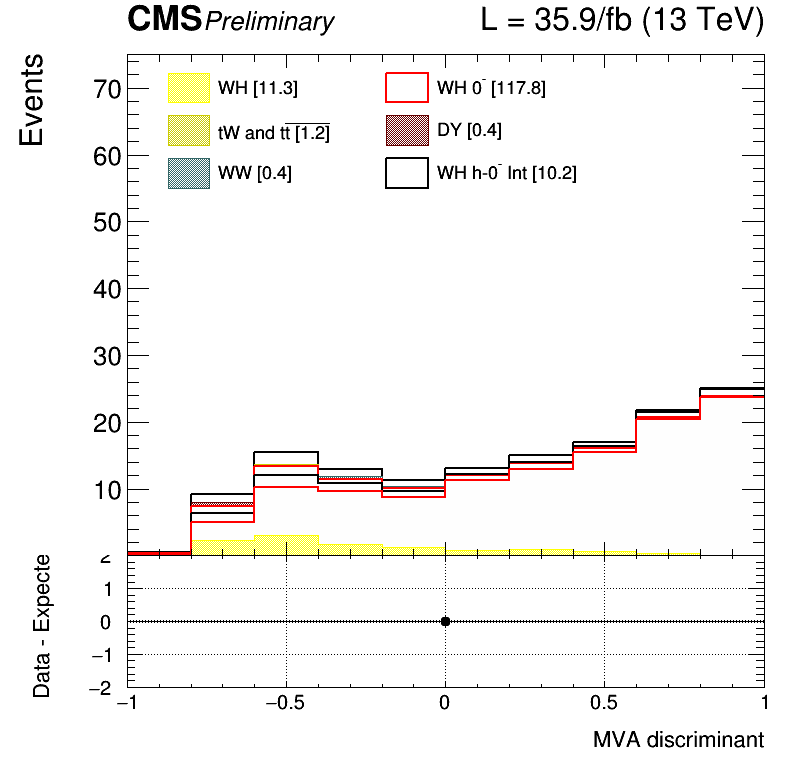 CMS Preliminary L = 35.9/fb (13 TeV)
Events
WH [11.3] WH 0⁻ [117.8]
tW and tt [1.2] DY [0.4]
WW [0.4] WH h-0⁻ Int [10.2]
70
60
50
40
30
20
10
Data - Expecte
2
1
0
−1
−2
−1 −0.5 0 0.5 1
MVA discriminant